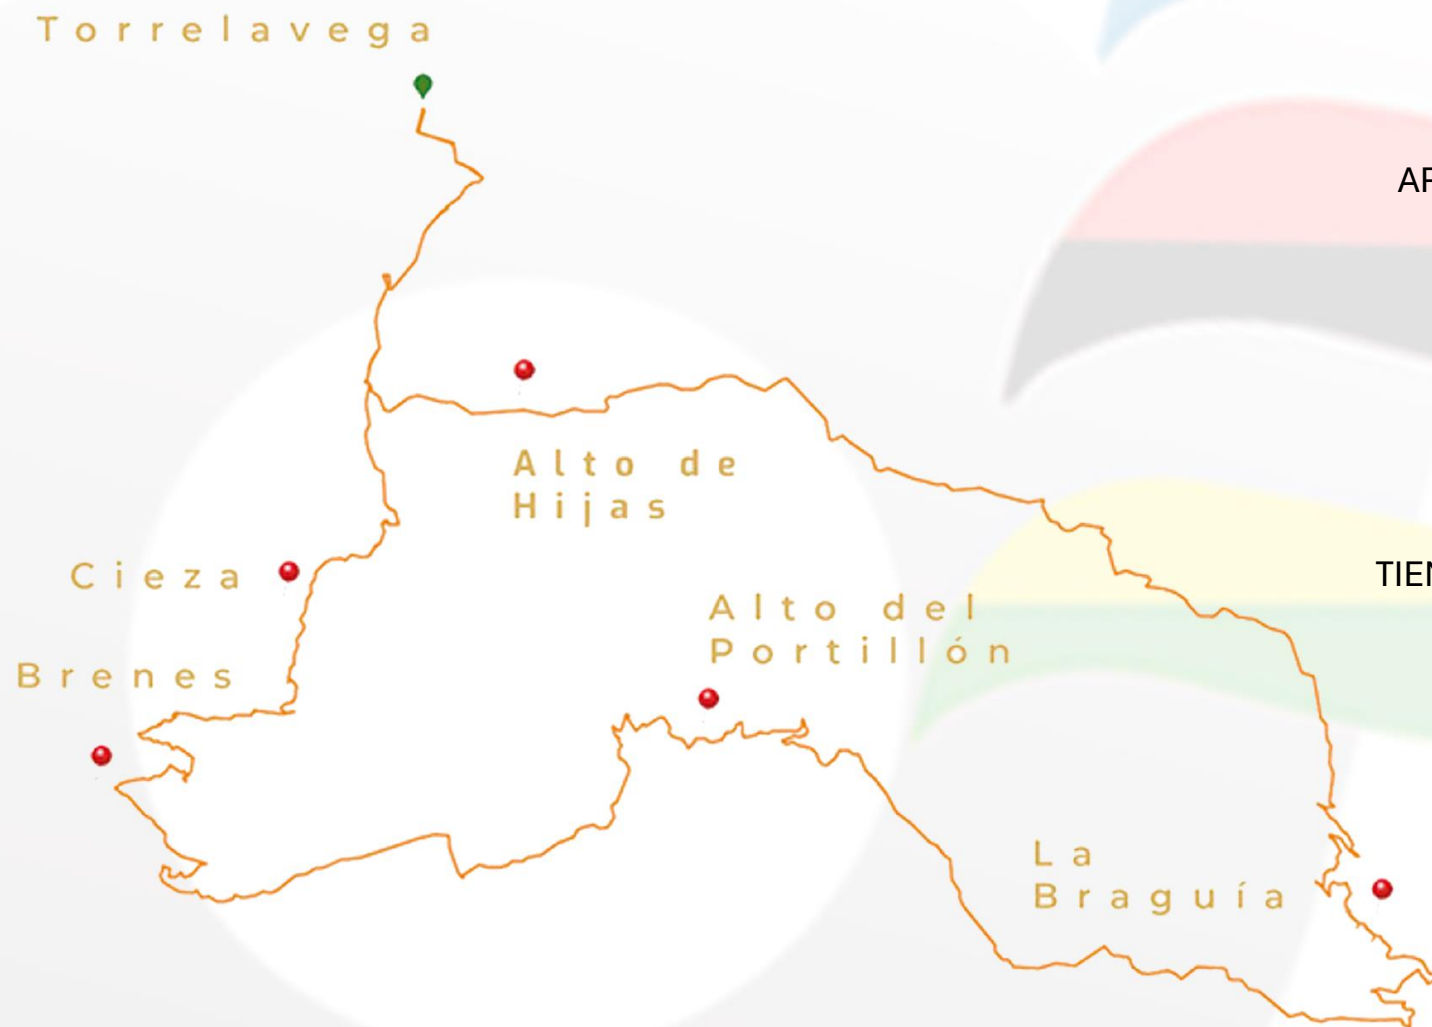 Torrelavega
Alto de
Hijas
Cieza
Alto del
Portillón
Brenes
La
Braguía